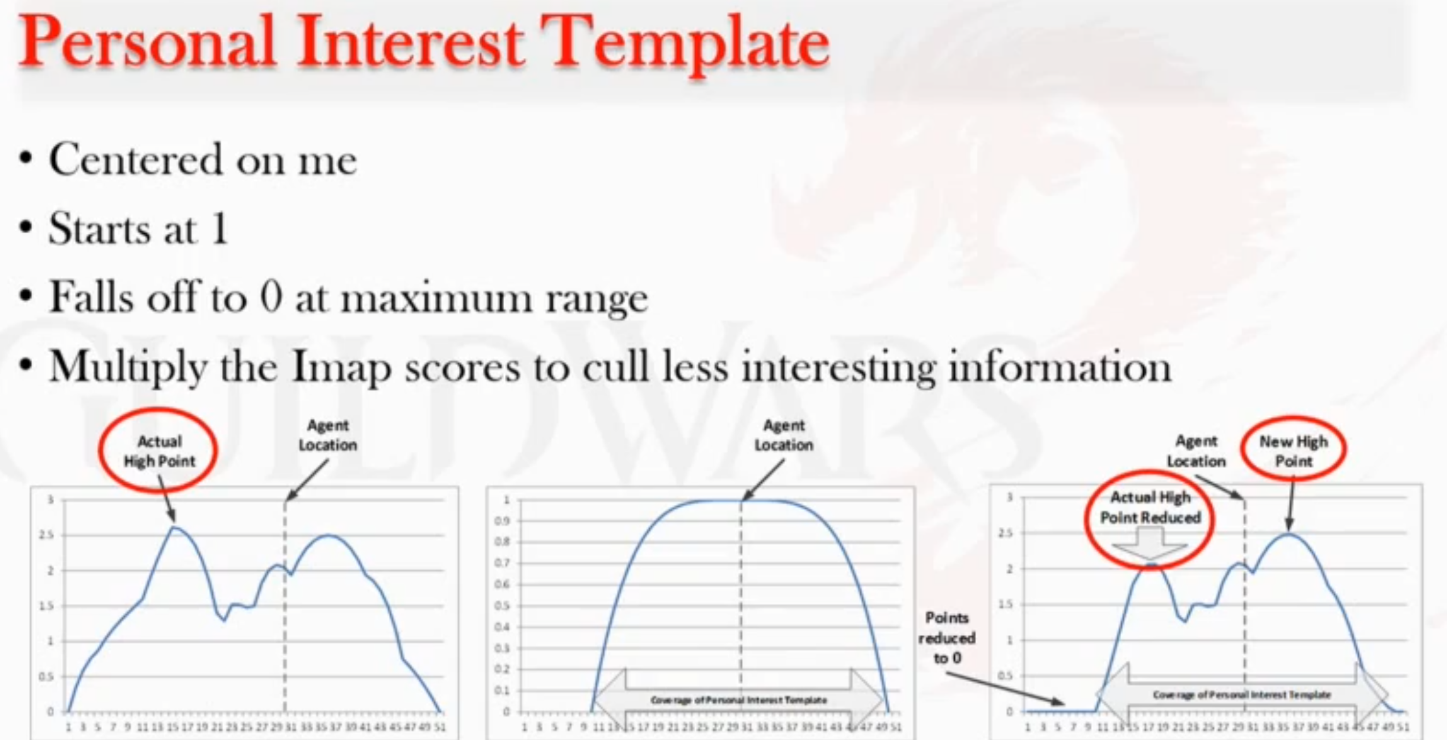 Personal Interest Template
• Centered on me
• Starts at 1
• Falls off to 0 at maximum range
• Multiply the Imap scores to cull less interesting information
GUILDWARS
Actual
High Point
Agent
Location
3
2.5
2
1.5
1
0.5
0
1 3 5 7 9 11 13 15 17 19 21 23 25 27 29 31 33 35 37 39 41 43 45 47 49 51
Agent
Location
1
0.9
0.8
0.7
0.6
0.5
0.4
0.3
0.2
0.1
0
Coverage of Personal Interest Template
1 3 5 7 9 11 13 15 17 19 21 23 25 27 29 31 33 35 37 39 41 43 45 47 49 51
Points
reduced
to 0
Agent
Location
New High
Point
Actual High
Point Reduced
3
2.5
2
1.5
1
0.5
0
Coverage of Personal Interest Template
1 3 5 7 9 11 13 15 17 19 21 23 25 27 29 31 33 35 37 39 41 43 45 47 49 51